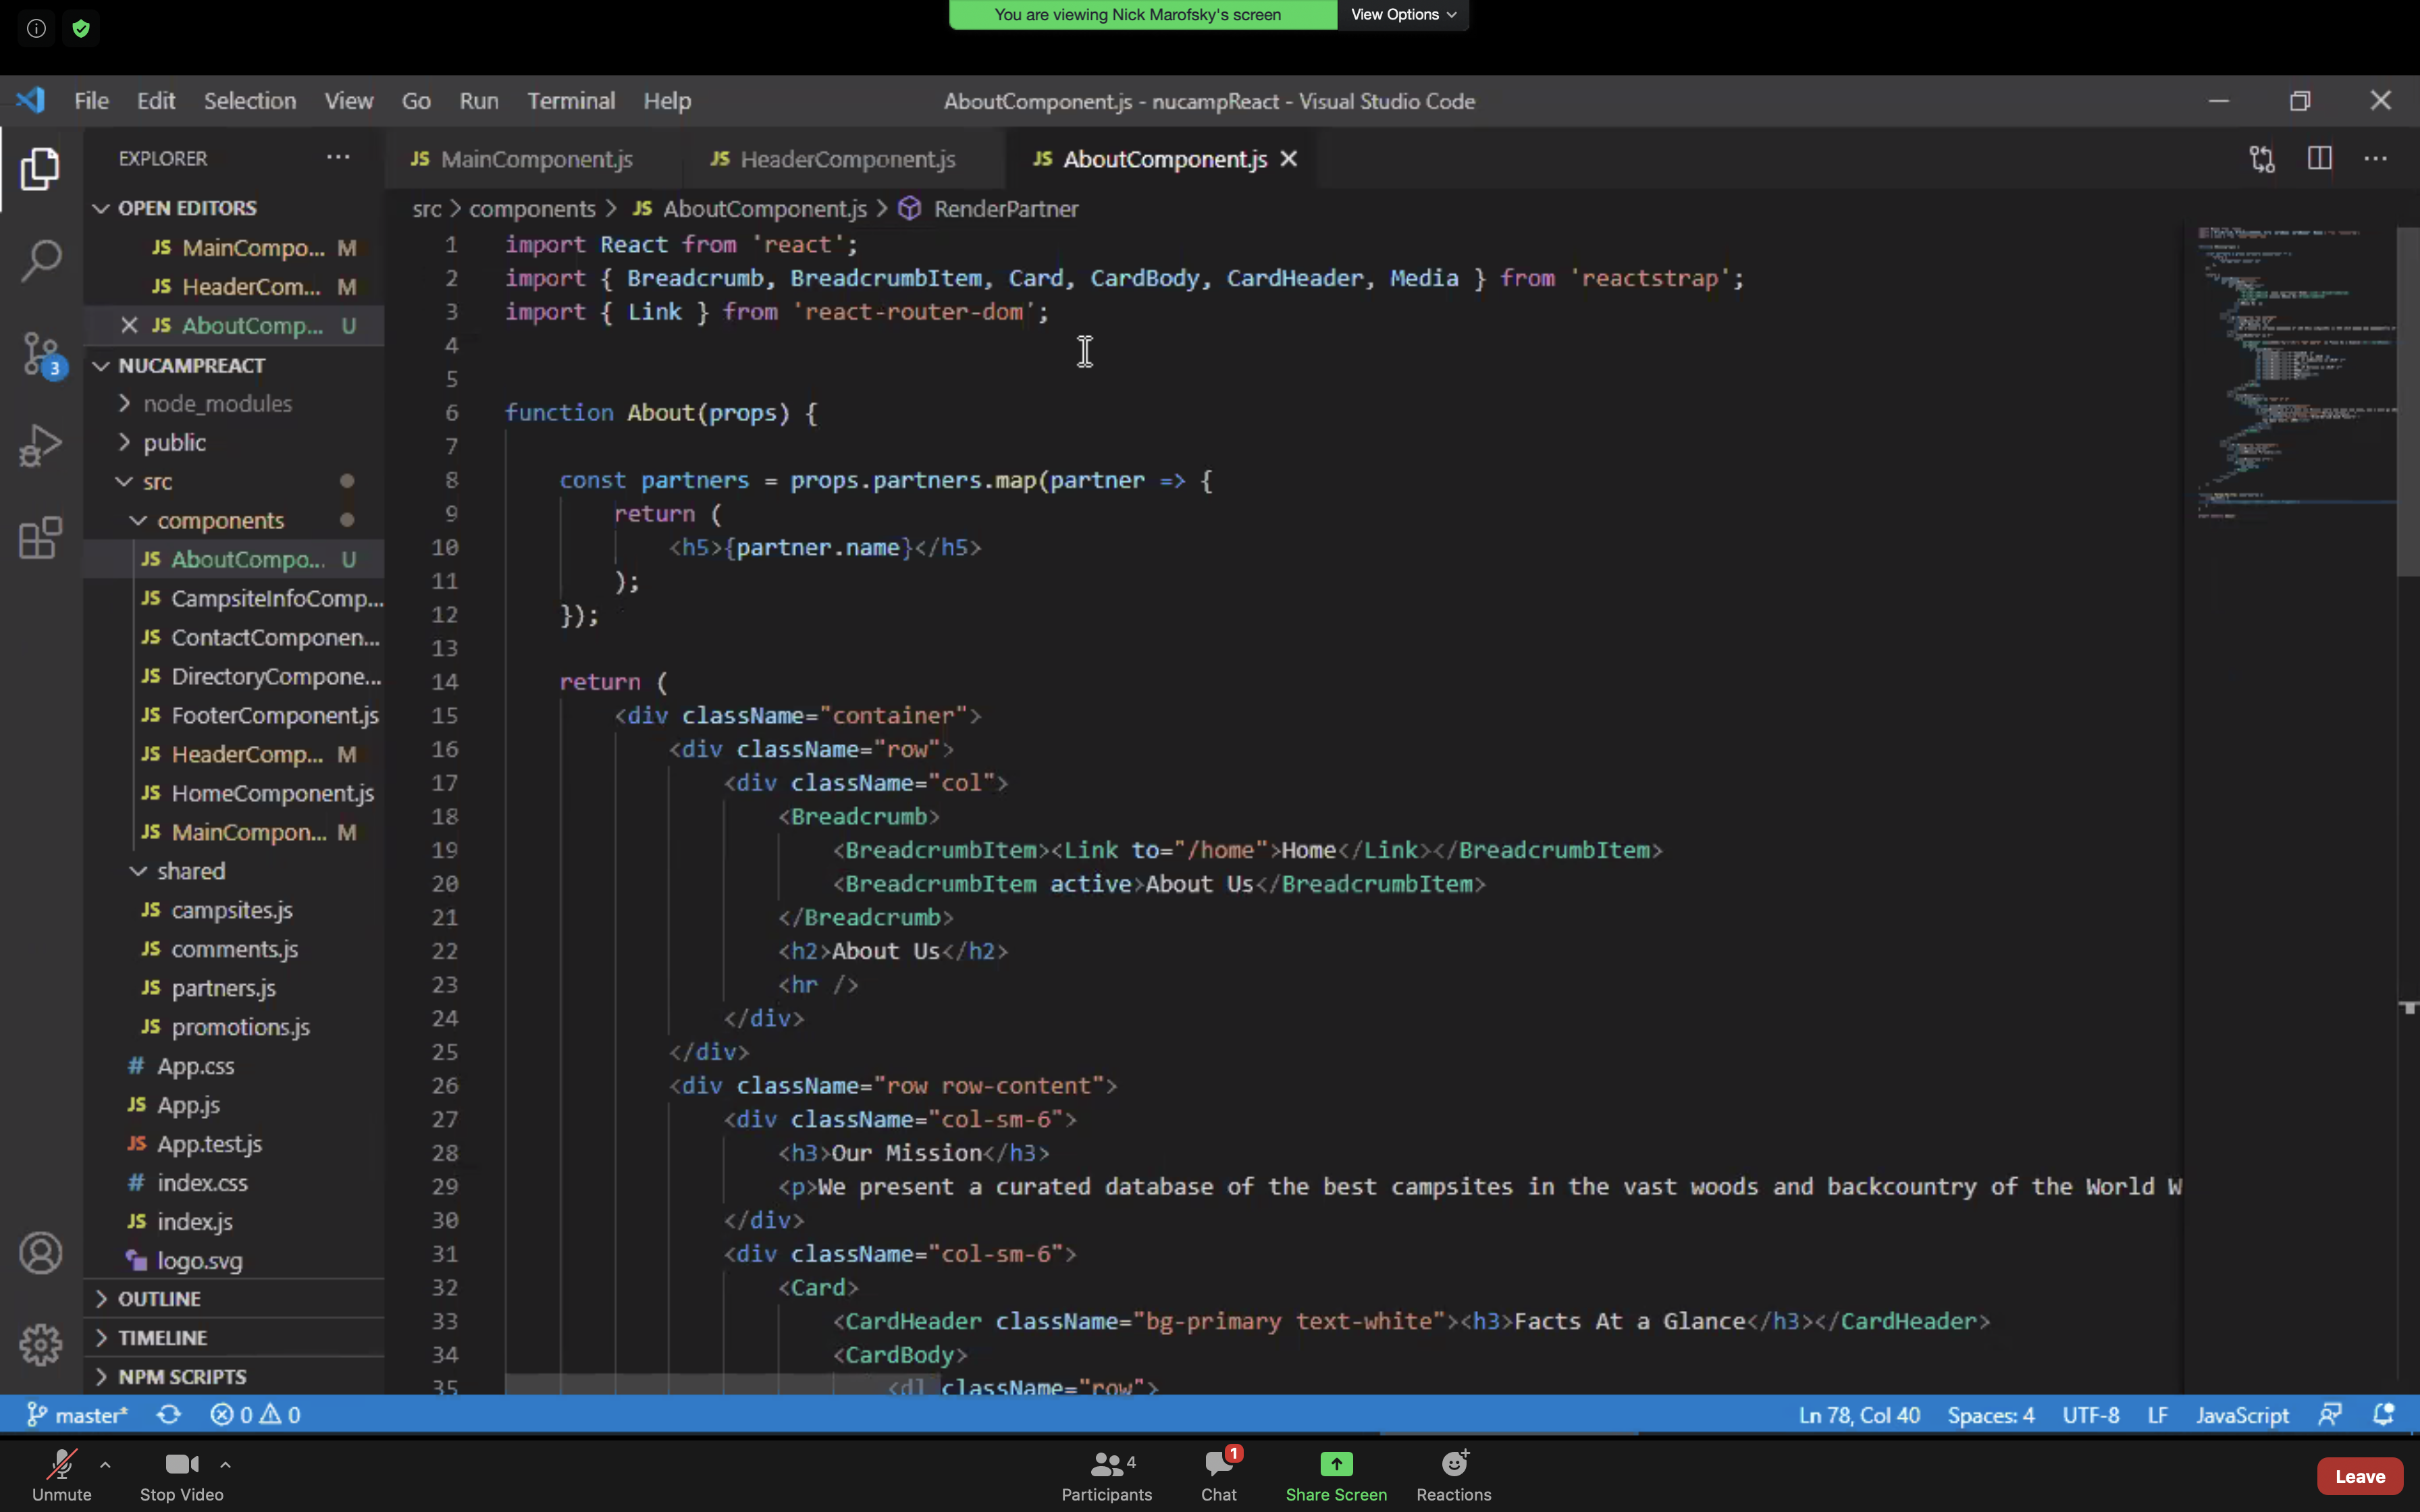 You are viewing Nick Marofsky's screen View Options
File Edit Selection View Go Run Terminal Help AboutComponent.js - nucampReact - Visual Studio Code
EXPLORER
OPEN EDITORS
JS MainCompo... M
JS HeaderCom... M
JS AboutComp... U
NUCAMPREACT
node_modules
public
src
components
JS AboutCompo... U
JS CampsiteInfoComp...
JS ContactComponen...
JS DirectoryCompone...
JS FooterComponent.js
JS HeaderComp... M
JS HomeComponent.js
JS MainCompon... M
shared
JS campsites.js
JS comments.js
JS partners.js
JS promotions.js
# App.css
JS App.js
JS App.test.js
# index.css
JS index.js
logo.svg
OUTLINE
TIMELINE
NPM SCRIPTS
3
JS MainComponent.js JS HeaderComponent.js JS AboutComponent.js
src > components > JS AboutComponent.js > RenderPartner
1 import React from 'react';
2 import { Breadcrumb, BreadcrumbItem, Card, CardBody, CardHeader, Media } from 'reactstrap';
3 import { Link } from 'react-router-dom';
4
5
6 function About(props) {
7
8 const partners = props.partners.map(partner => {
9 return (
10 <h5>{partner.name}</h5>
11 );
12 });
13
14 return (
15 <div className="container">
16 <div className="row">
17 <div className="col">
18 <Breadcrumb>
19 <BreadcrumbItem><Link to="/home">Home</Link></BreadcrumbItem>
20 <BreadcrumbItem active>About Us</BreadcrumbItem>
21 </Breadcrumb>
22 <h2>About Us</h2>
23 <hr />
24 </div>
25 </div>
26 <div className="row row-content">
27 <div className="col-sm-6">
28 <h3>Our Mission</h3>
29 <p>We present a curated database of the best campsites in the vast woods and backcountry of the World W
30 </div>
31 <div className="col-sm-6">
32 <Card>
33 <CardHeader className="bg-primary text-white"><h3>Facts At a Glance</h3></CardHeader>
34 <CardBody>
35 <dl className="row">
master* 0 0 Ln 78, Col 40 Spaces: 4 UTF-8 LF JavaScript
Unmute Stop Video Participants 4 Chat 1 Share Screen Reactions Leave